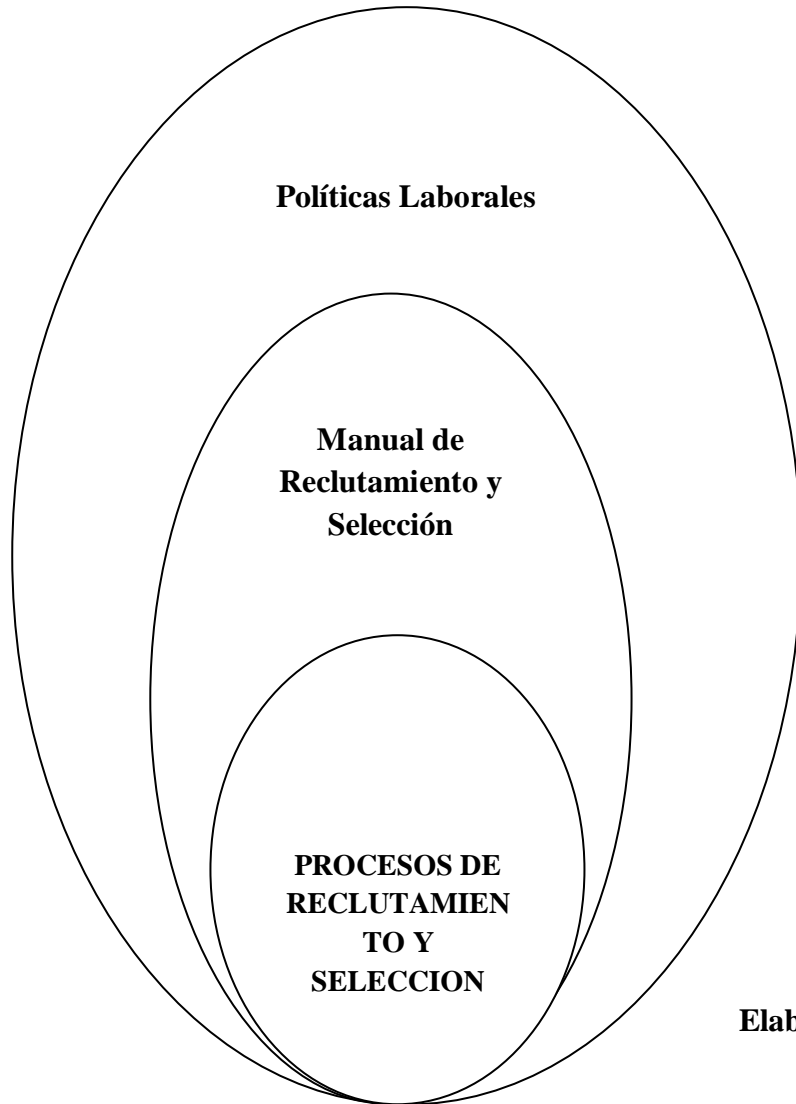 Políticas Laborales
Manual de
Reclutamiento y
Selección
PROCESOS DE
RECLUTAMIEN
TO Y
SELECCION
Elab